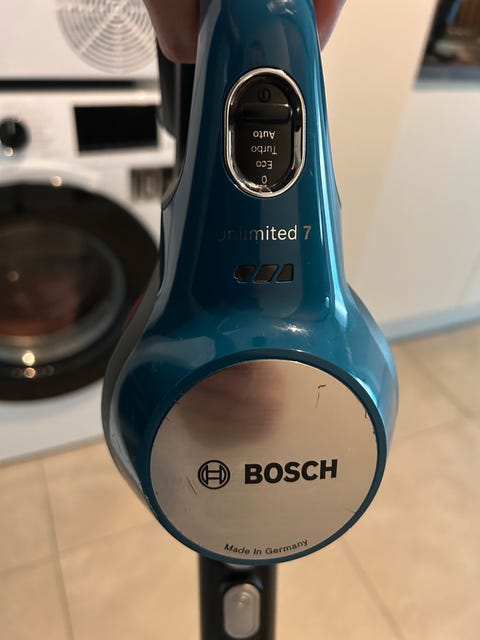 Auto
Turbo
Eco
0
unlimited 7
BOSCH
Made in Germany